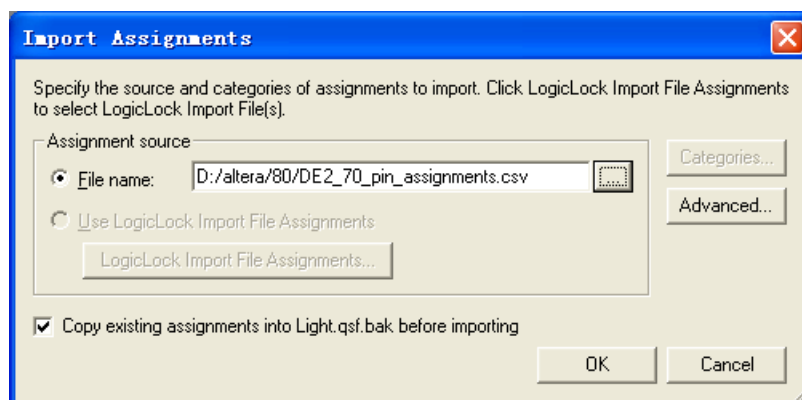 Import Assignments
Specify the source and categories of assignments to import. Click LogicLock Import File Assignments
to select LogicLock Import File(s).
Assignment source
File name:
D:/altera/80/DE2_70_pin_assignments.csv
...
Categories...
Use LogicLock Import File Assignments
Advanced...
LogicLock Import File Assignments...
Copy existing assignments into Light.qsf.bak before importing
OK
Cancel